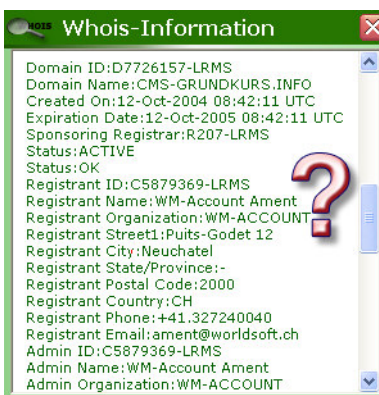 WHOIS Whois-Information
Domain ID:D7726157-LRMS
Domain Name:CMS-GRUNDKURS.INFO
Created On:12-Oct-2004 08:42:11 UTC
Expiration Date:12-Oct-2005 08:42:11 UTC
Sponsoring Registrar:R207-LRMS
Status:ACTIVE
Status:OK
Registrant ID:C5879369-LRMS
Registrant Name:WM-Account Ament
Registrant Organization:WM-ACCOUNT
Registrant Street1:Puits-Godet 12
Registrant City:Neuchatel
Registrant State/Province:-
Registrant Postal Code:2000
Registrant Country:CH
Registrant Phone:+41.327240040
Registrant Email:ament@worldsoft.ch
Admin ID:C5879369-LRMS
Admin Name:WM-Account Ament
Admin Organization:WM-ACCOUNT
?